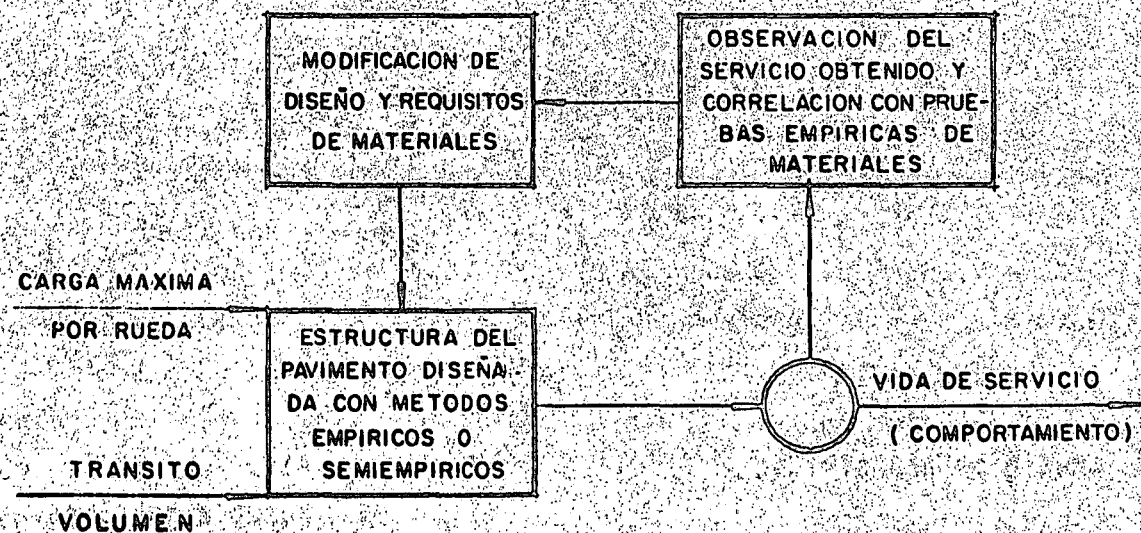 MODIFICACION DE
DISEÑO Y REQUISITOS
DE MATERIALES
OBSERVACION DEL
SERVICIO OBTENIDO Y
CORRELACION CON PRUE-
BAS EMPIRICAS DE
MATERIALES
CARGA MAXIMA
POR RUEDA
ESTRUCTURA DEL
PAVIMENTO DISEÑA-
DA CON METODOS
EMPIRICOS O
SEMIEMPIRICOS
TRANSITO
VOLUMEN
VIDA DE SERVICIO
(COMPORTAMIENTO)